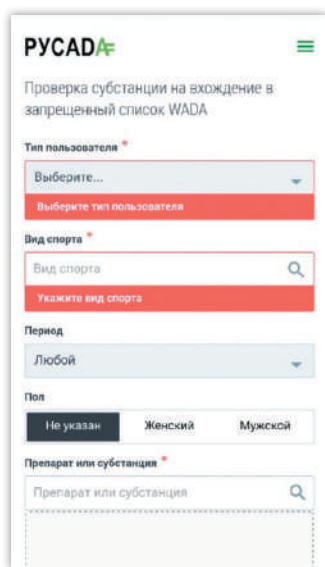 РУСАДА
Проверка субстанции на вхождение в
запрещенный список WADA
Тип пользователя *
Выберите...
Выберите тип пользователя
Вид спорта *
Вид спорта
Укажите вид спорта
Период
Любой
Пол
Не указан Женский Мужской
Препарат или субстанция *
Препарат или субстанция